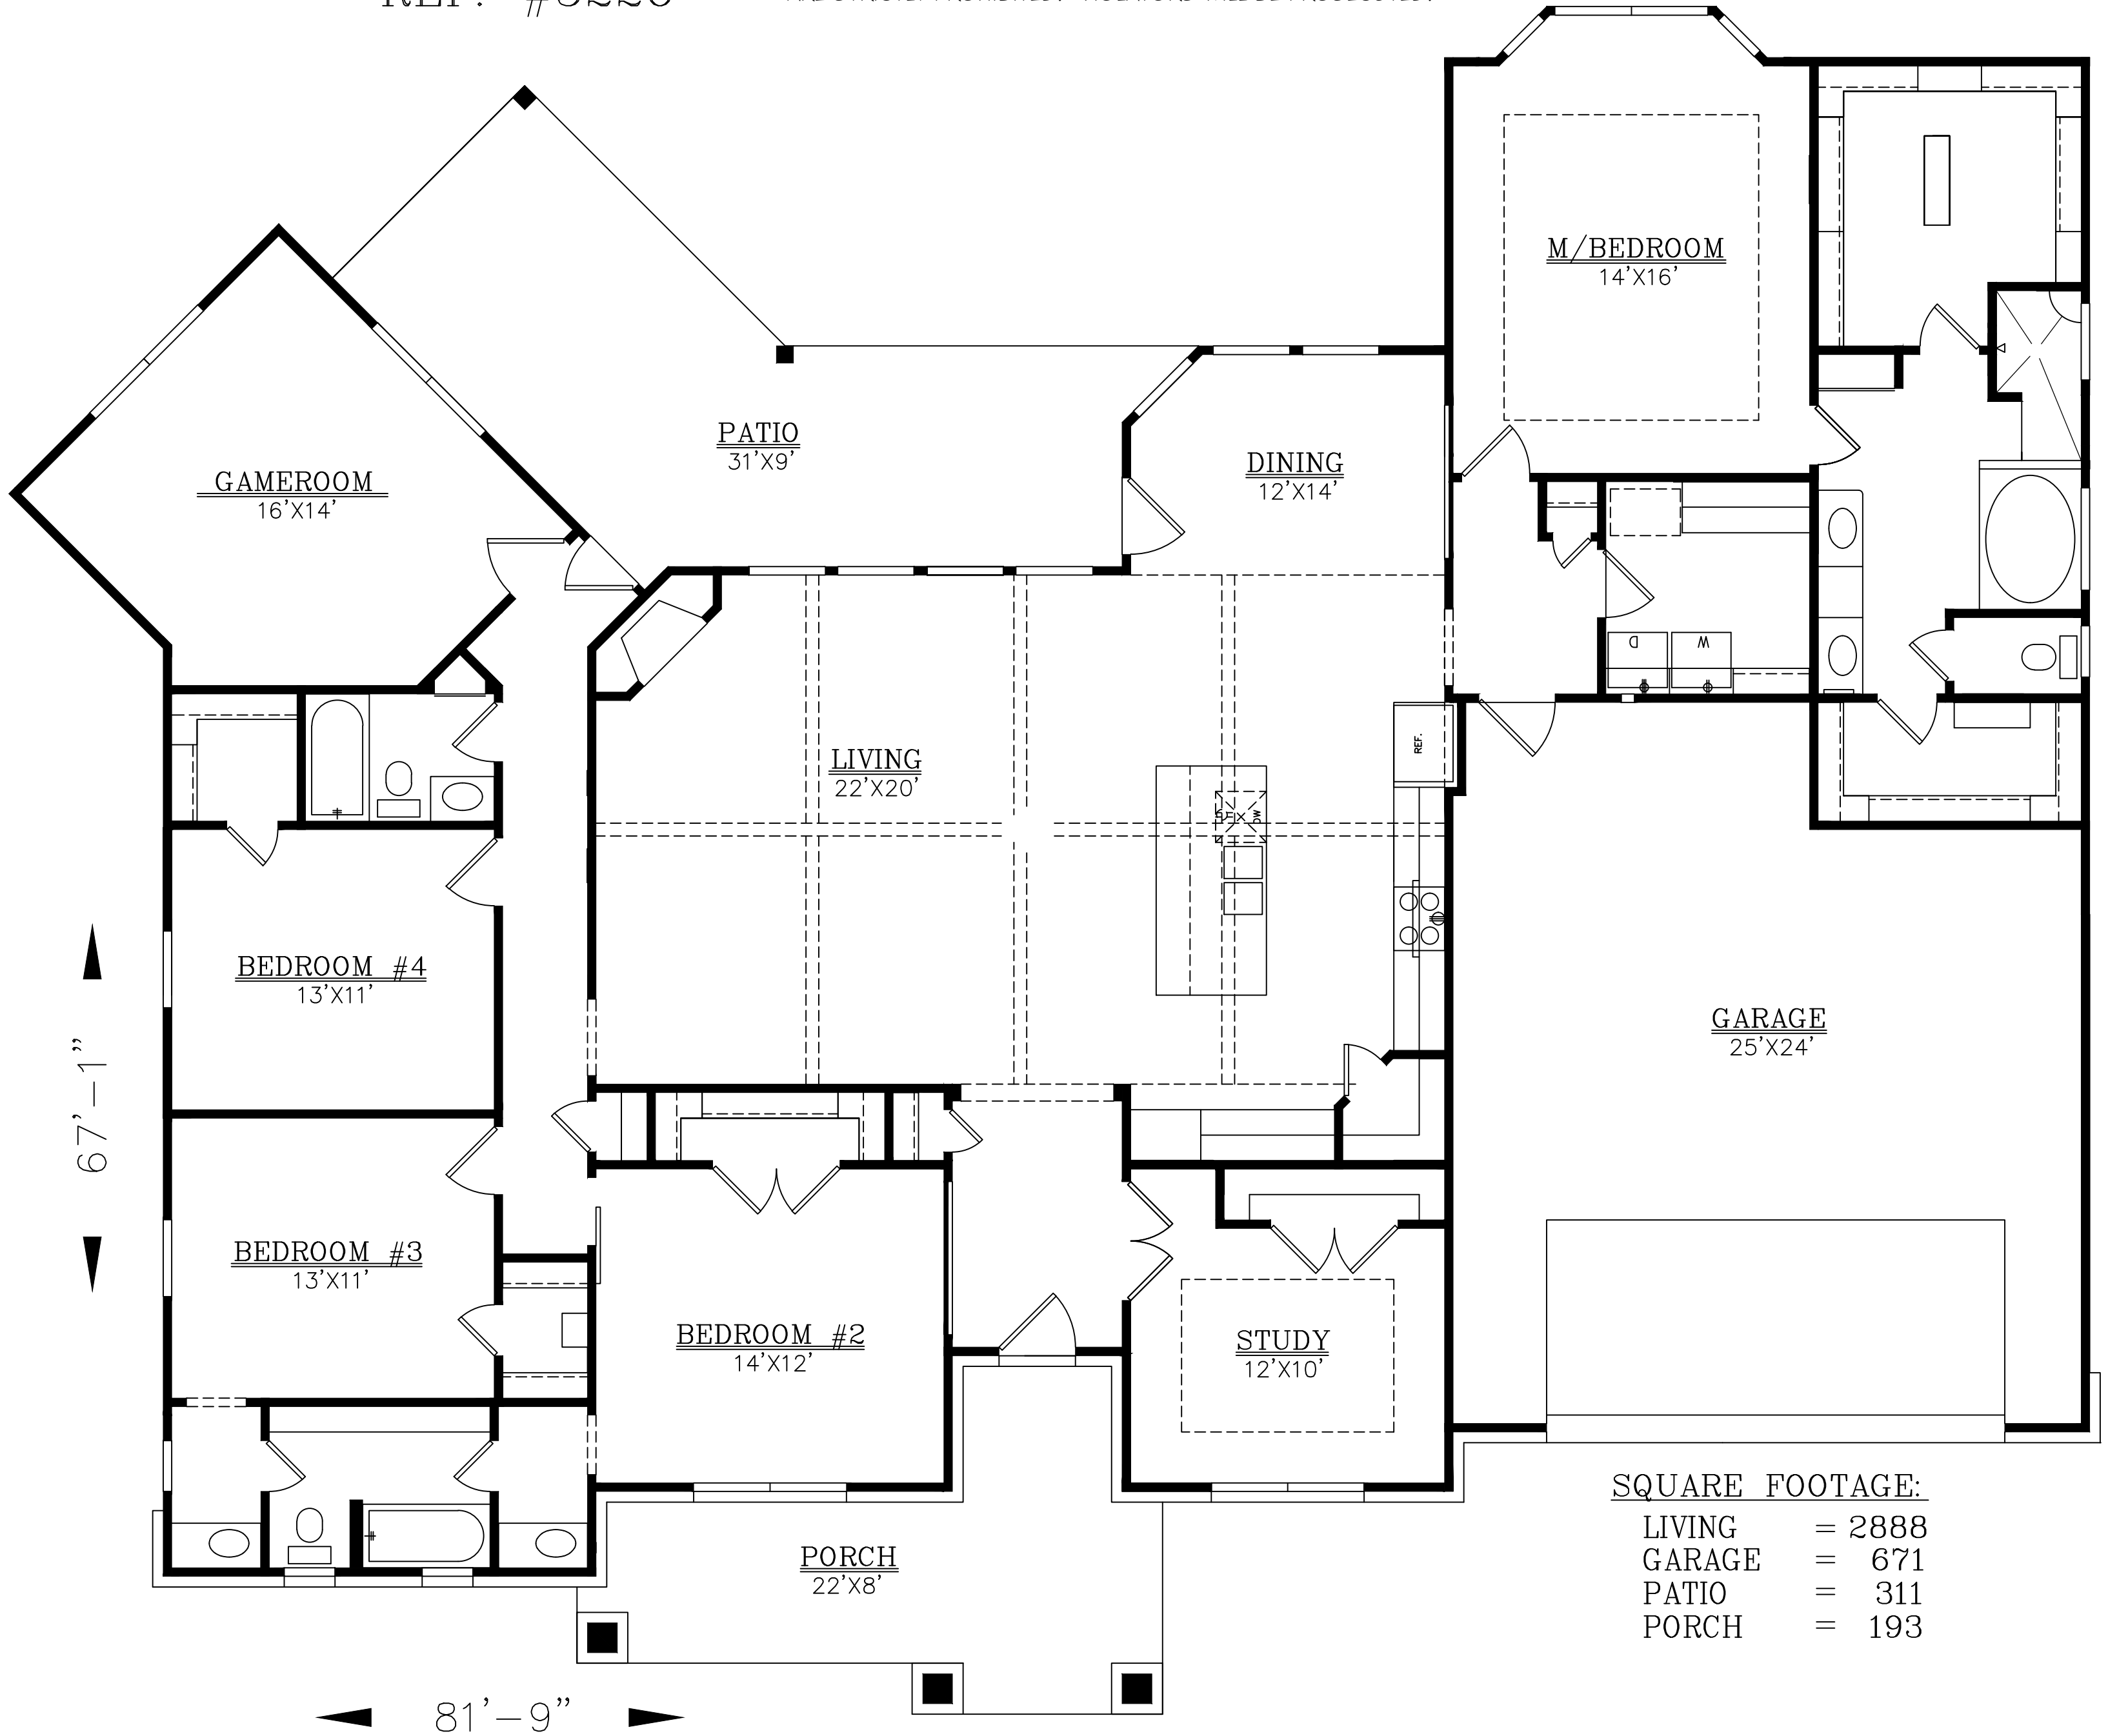 M/BEDROOM
14'X16'
PATIO
31'X9'
DINING
12'X14'
GAMEROOM
16'X14'
D
W
REF.
LIVING
22'X20'
DW
BEDROOM #4
13'X11'
GARAGE
25'X24'
67'-1"
BEDROOM #3
13'X11'
BEDROOM #2
14'X12'
STUDY
12'X10'
PORCH
22'X8'
SQUARE FOOTAGE:
LIVING = 2888
GARAGE = 671
PATIO = 311
PORCH = 193
81'-9"